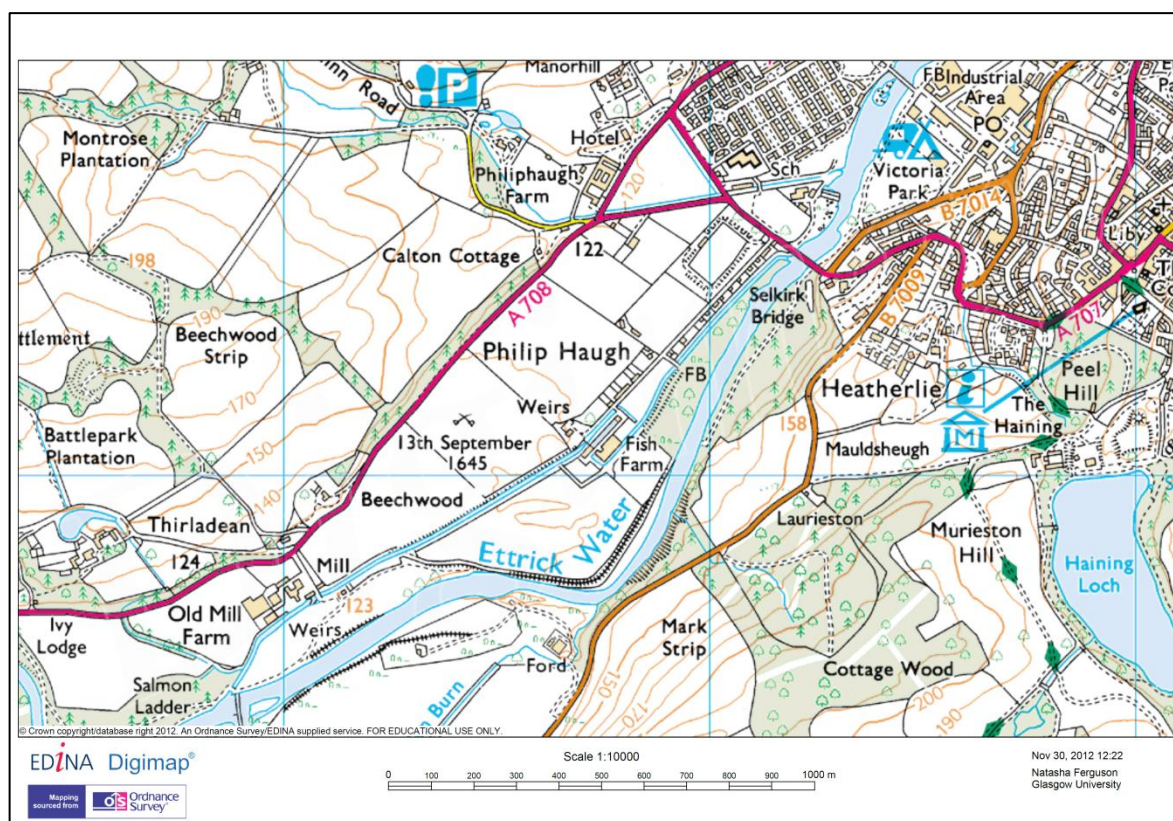 Manorhill
FB
Industrial
Area
Road
P
Montrose
Plantation
Hotel
PO
Philiphaugh
Farm
120
Sch
Victoria
Park
B 7014
Liby
122
Calton Cottage
198
190
A 708
Selkirk
Bridge
B 7009
A 707
Beechwood
Strip
Philip Haugh
FB
Heatherlie
Peel
Hill
170
Weirs
i
The
Haining
Battlepark
Plantation
150
13th September
1645
Fish
Farm
158
Mauldsheugh
M
140
Beechwood
Thirladean
Laurieston
Murieston
Hill
Ettrick Water
124
Mill
Haining
Loch
123
Old Mill
Farm
Weirs
Ivy
Lodge
Mark
Strip
Ford
Cottage Wood
Salmon
Ladder
150
170
200
190
Burn
© Crown copyright/database right 2012. An Ordnance Survey/EDINA supplied service. FOR EDUCATIONAL USE ONLY.
EDINA Digimap®
Scale 1:10000
Nov 30, 2012 12:22
Natasha Ferguson
Glasgow University
0 100 200 300 400 500 600 700 800 900 1000 m
Mapping
sourced from
OS Ordnance
Survey